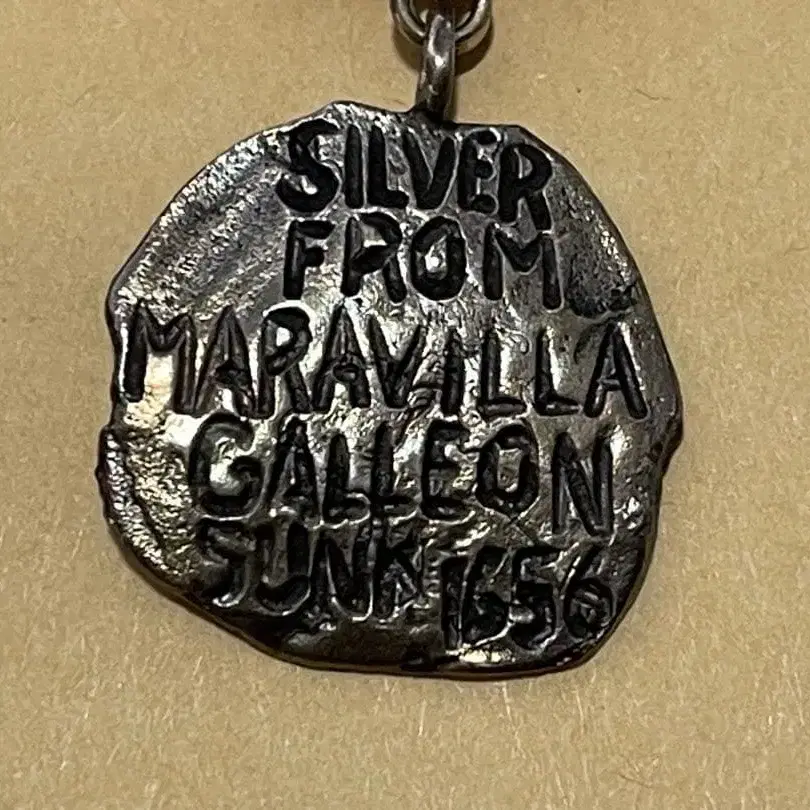 SILVER
FROM
MARAVILLA
GALLEON
SUNK 1656